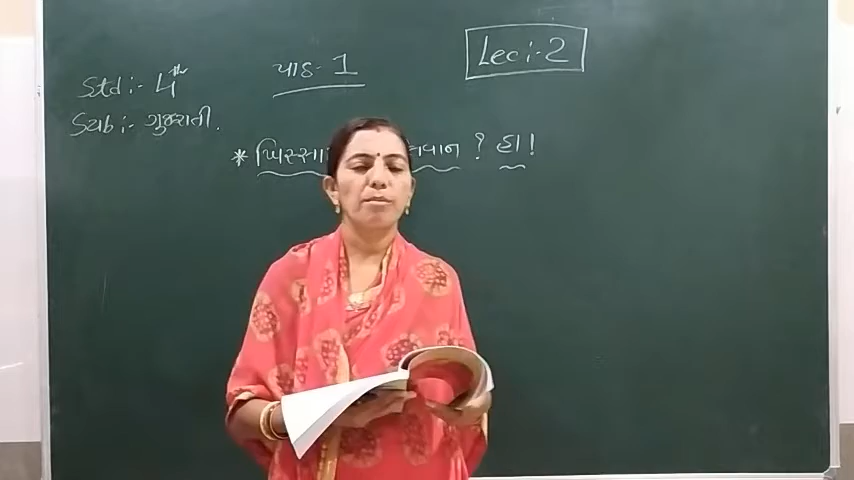 Std:- 4th
Sub:- ગુજરાતી.
પાઠ- 1
Lec:- 2
* ખિસ્સા ? હા!